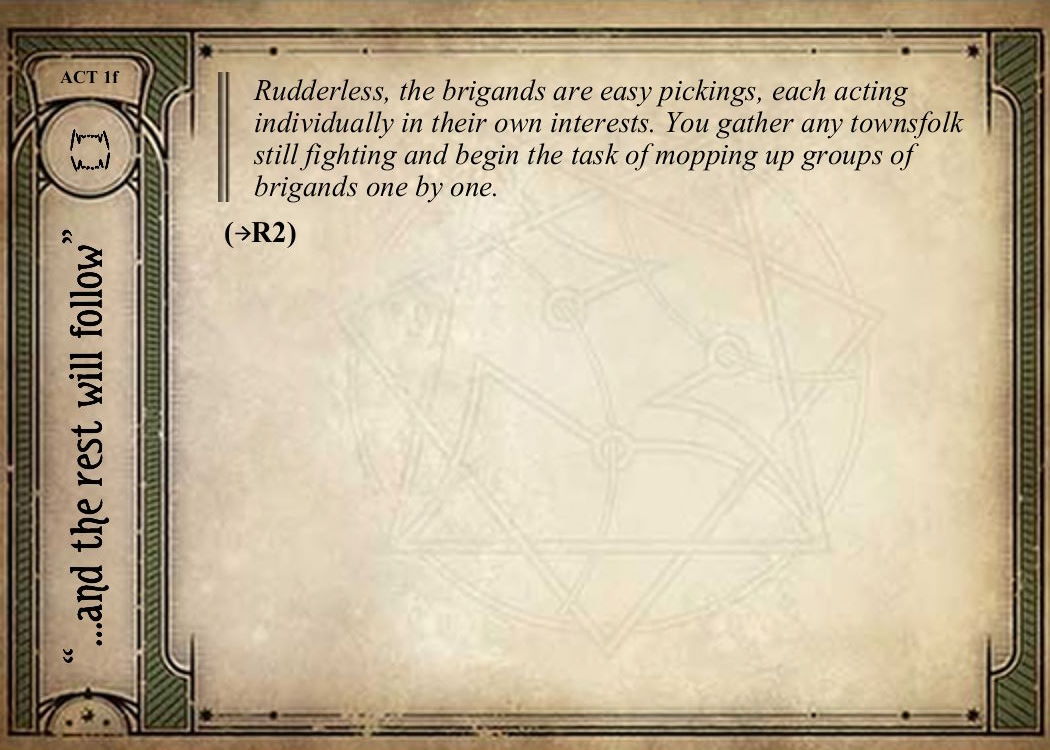 ACT 1f
“...and the rest will follow”
Rudderless, the brigands are easy pickings, each acting
individually in their own interests. You gather any townsfolk
still fighting and begin the task of mopping up groups of
brigands one by one.
(→R2)